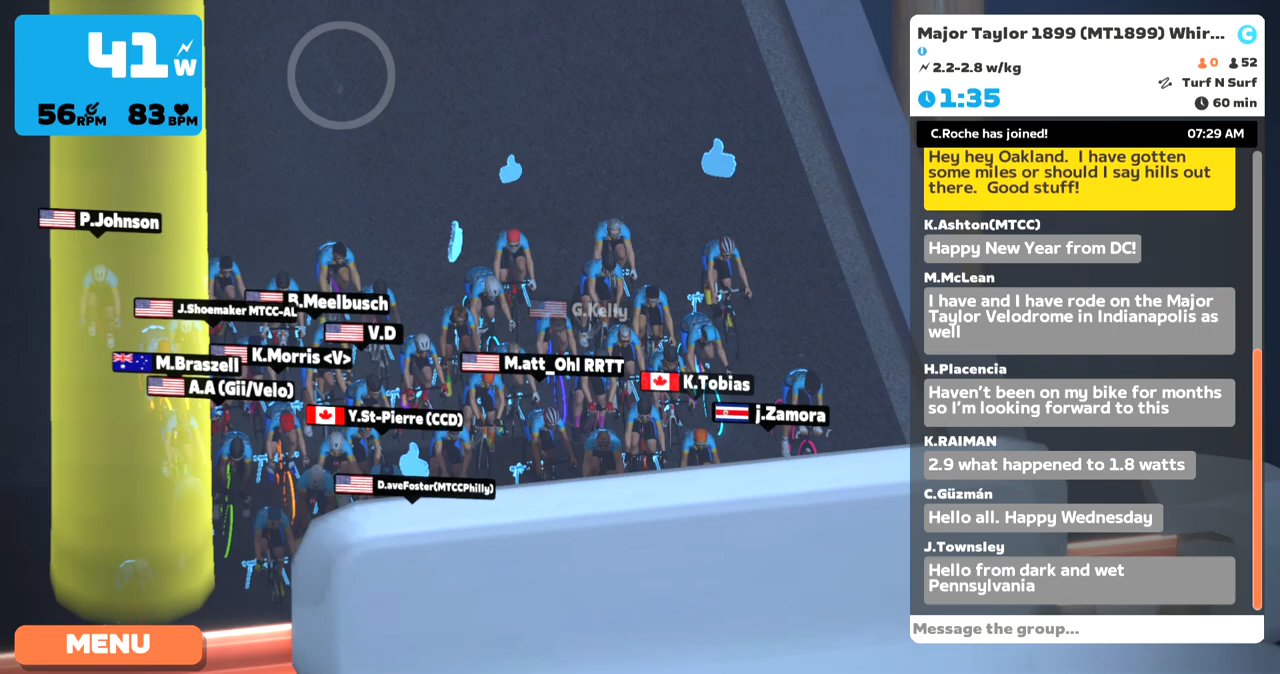 41 W
56 RPM 83 BPM
P.Johnson
B.Meelbusch
J.Shoemaker MTCC-AL
V.D
K.Morris <V>
M.Braszell
A.A (Gii/Velo)
Y.St-Pierre (CCD)
D.aveFoster(MTCCPhilly)
G.Kelly
M.att_Ohl RRTT
K.Tobias
j.Zamora
MENU
Major Taylor 1899 (MT1899) Whir...
C
2.2-2.8 w/kg
0 52
Turf N Surf
1:35
60 min
C.Roche has joined! 07:29 AM
Hey hey Oakland. I have gotten
some miles or should I say hills out
there. Good stuff!
K.Ashton(MTCC)
Happy New Year from DC!
M.McLean
I have and I have rode on the Major
Taylor Velodrome in Indianapolis as
well
H.Placencia
Haven't been on my bike for months
so I'm looking forward to this
K.RAIMAN
2.9 what happened to 1.8 watts
C.Güzmán
Hello all. Happy Wednesday
J.Townsley
Hello from dark and wet
Pennsylvania
Message the group...